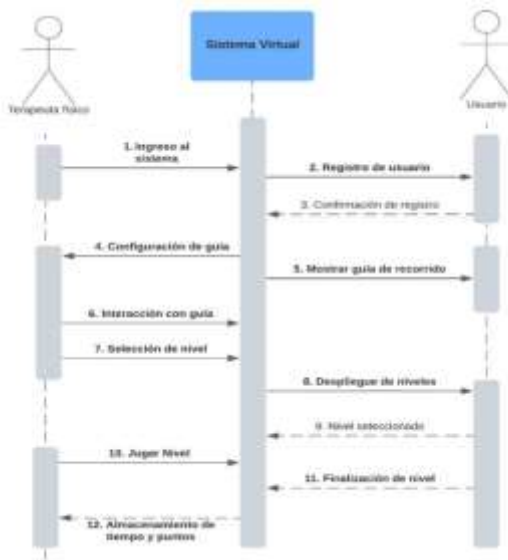 Sistema Virtual
Terapeuta físico
Usuario
1. Ingreso al
sistema
2. Registro de usuario
3. Confirmación de registro
4. Configuración de guía
5. Mostrar guía de recorrido
6. Interacción con guía
7. Selección de nivel
8. Despliegue de niveles
9. Nivel seleccionado
10. Jugar Nivel
11. Finalización de nivel
12. Almacenamiento de
tiempo y puntos